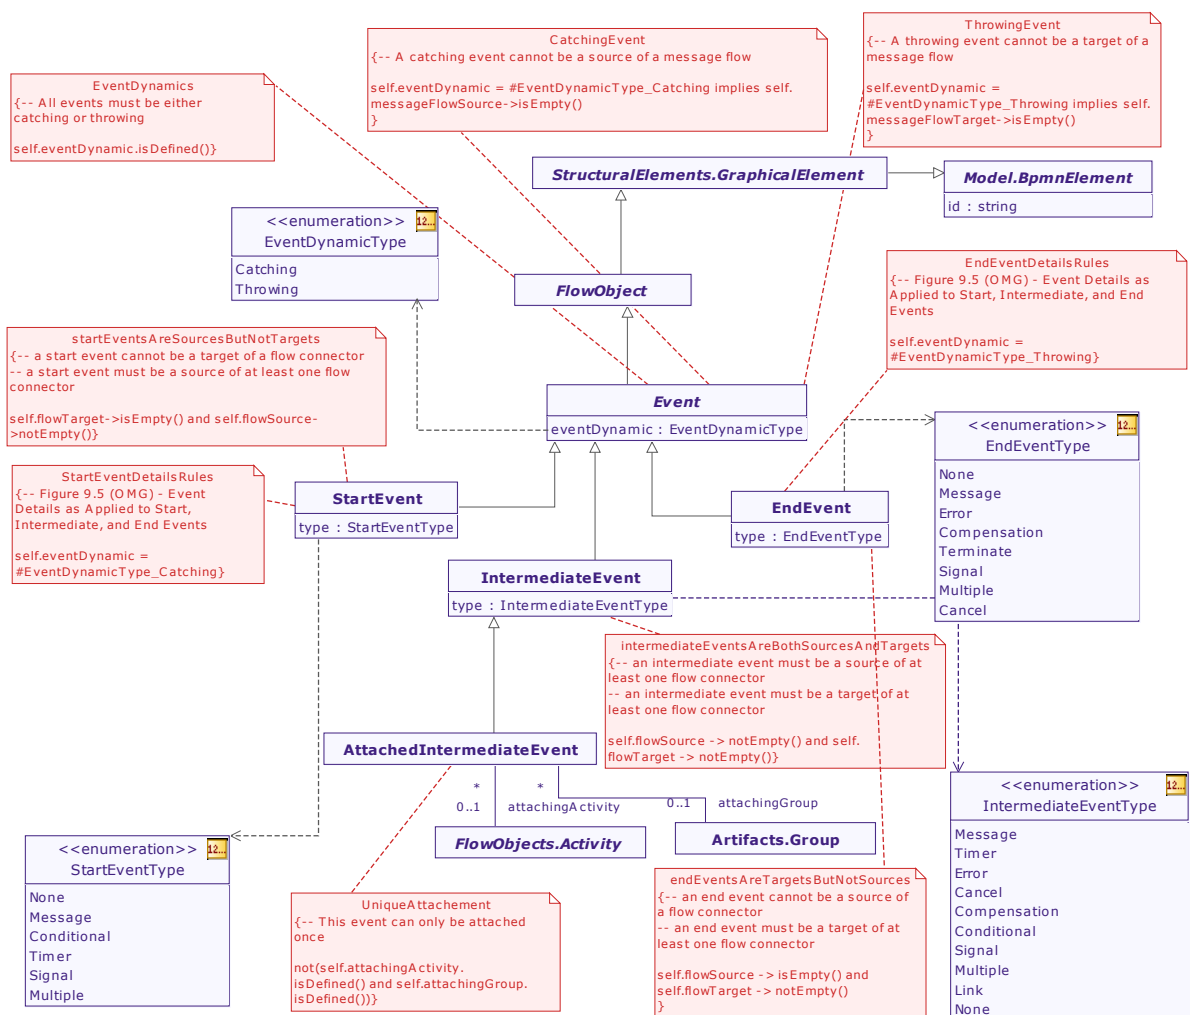 ThrowingEvent
{-- A throwing event cannot be a target of a
message flow
self.eventDynamic =
#EventDynamicType_Throwing implies self.
messageFlowTarget->isEmpty()
}
CatchingEvent
{-- A catching event cannot be a source of a message flow
self.eventDynamic = #EventDynamicType_Catching implies self.
messageFlowSource->isEmpty()
}
EventDynamics
{-- All events must be either
catching or throwing
self.eventDynamic.isDefined()}
StructuralElements.GraphicalElement
Model.BpmnElement
id : string
<<enumeration>>
12...
EventDynamicType
Catching
Throwing
FlowObject
EndEventDetailsRules
{-- Figure 9.5 (OMG) - Event Details as
Applied to Start, Intermediate, and End
Events
self.eventDynamic =
#EventDynamicType_Throwing}
startEventsAreSourcesButNotTargets
{-- a start event cannot be a target of a flow connector
-- a start event must be a source of at least one flow
connector
self.flowTarget->isEmpty() and self.flowSource-
>notEmpty()}
Event
eventDynamic : EventDynamicType
<<enumeration>>
12...
EndEventType
None
Message
Error
Compensation
Terminate
Signal
Multiple
Cancel
StartEventDetailsRules
{-- Figure 9.5 (OMG) - Event
Details as Applied to Start,
Intermediate, and End Events
self.eventDynamic =
#EventDynamicType_Catching}
StartEvent
type : StartEventType
EndEvent
type : EndEventType
IntermediateEvent
type : IntermediateEventType
intermediateEventsAreBothSourcesAndTargets
{-- an intermediate event must be a source of at
least one flow connector
-- an intermediate event must be a target of at
least one flow connector
self.flowSource -> notEmpty() and self.
flowTarget -> notEmpty()}
AttachedIntermediateEvent
*
*
0..1
attachingActivity
0..1
attachingGroup
FlowObjects.Activity
Artifacts.Group
<<enumeration>>
12...
IntermediateEventType
Message
Timer
Error
Cancel
Compensation
Conditional
Signal
Multiple
Link
None
<<enumeration>>
12...
StartEventType
None
Message
Conditional
Timer
Signal
Multiple
UniqueAttachement
{-- This event can only be attached
once
not(self.attachingActivity.
isDefined() and self.attachingGroup.
isDefined())}
endEventsAreTargetsButNotSources
{-- an end event cannot be a source of
a flow connector
-- an end event must be a target of at
least one flow connector
self.flowSource -> isEmpty() and
self.flowTarget -> notEmpty()
}